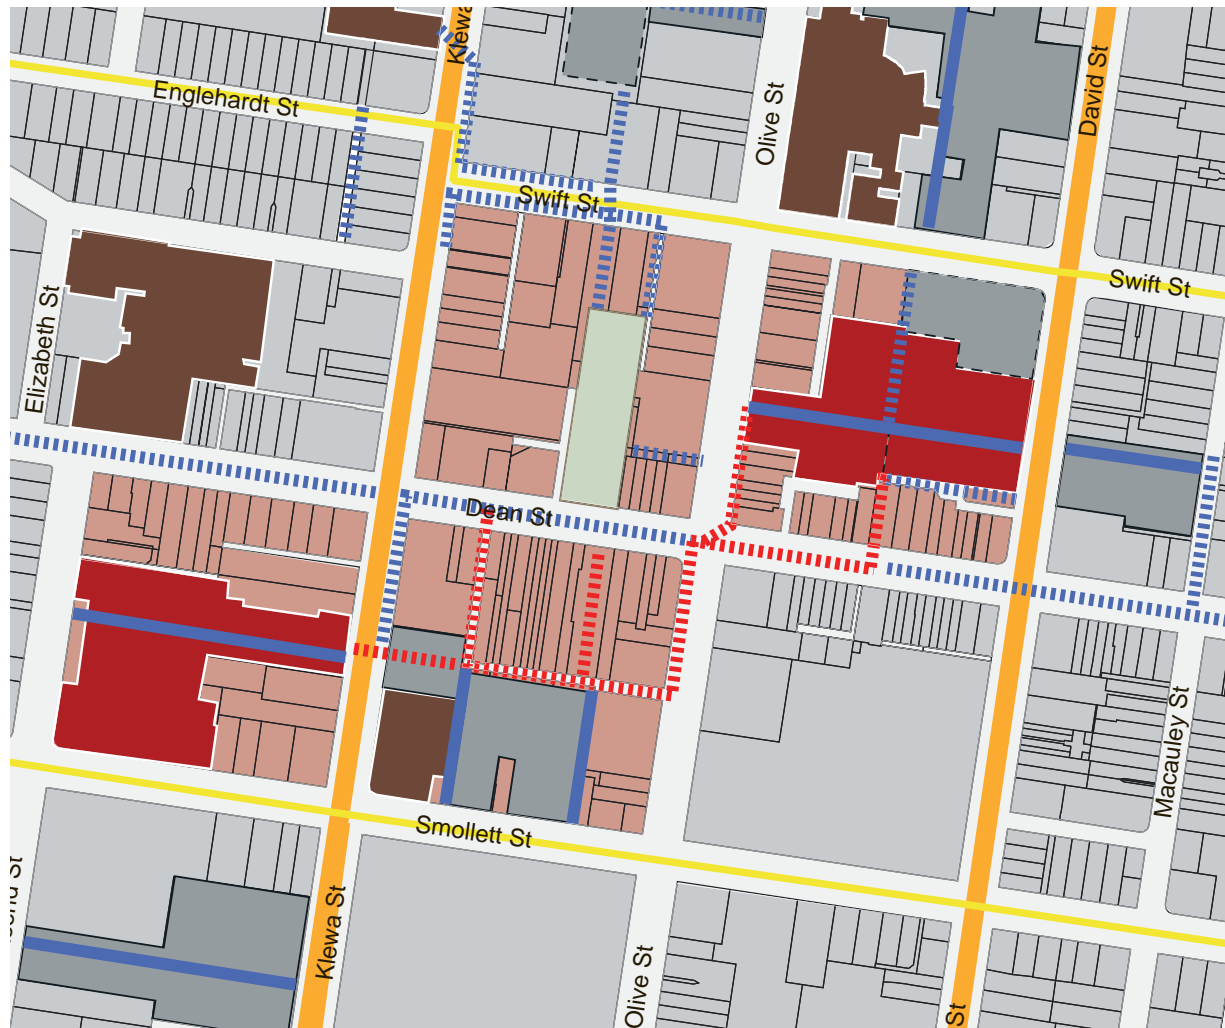 Klewa
Englehardt St
Olive St
David St
Swift St
Swift St
Elizabeth St
Dean St
Macauley St
Smollett St
Klewa St
Olive St
St